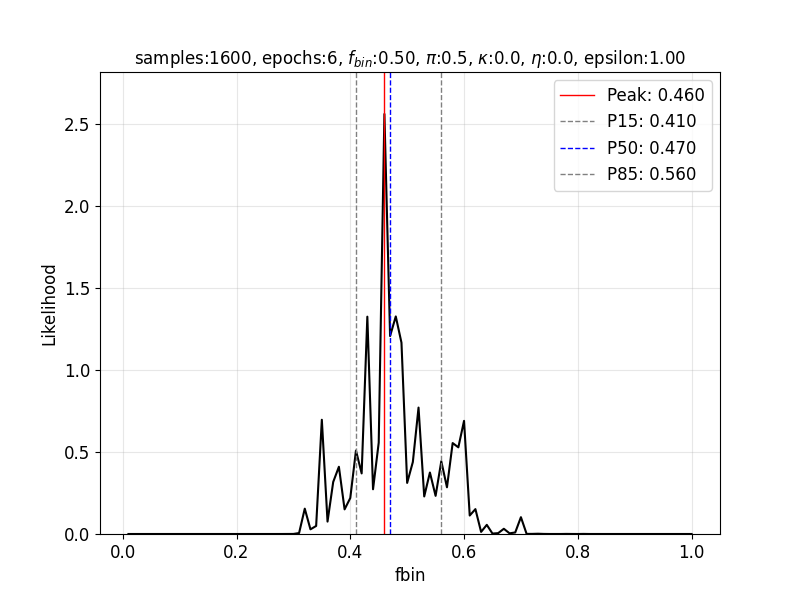 samples:1600, epochs:6, f_bin:0.50, π:0.5, κ:0.0, η:0.0, epsilon:1.00
Peak: 0.460
P15: 0.410
P50: 0.470
P85: 0.560
2.5
2.0
1.5
1.0
0.5
0.0
Likelihood
0.0 0.2 0.4 0.6 0.8 1.0
fbin